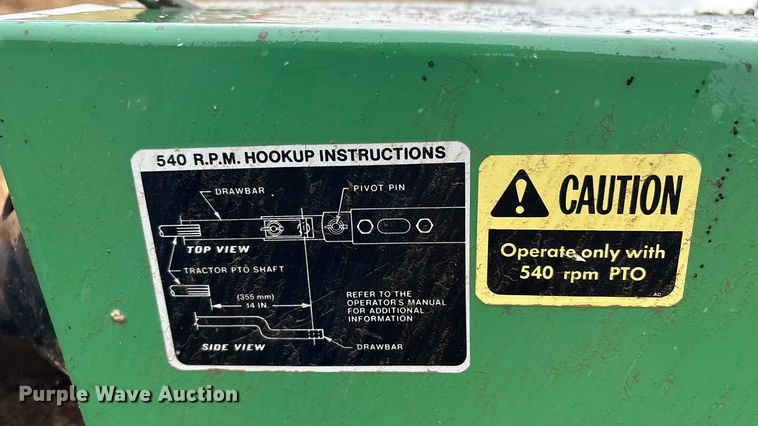 540 R.P.M. HOOKUP INSTRUCTIONS
DRAWBAR
PIVOT PIN
TOP VIEW
TRACTOR PTO SHAFT
(355 mm)
14 IN.
REFER TO THE
OPERATOR'S MANUAL
FOR ADDITIONAL
INFORMATION
SIDE VIEW
DRAWBAR
CAUTION
Operate only with
540 rpm PTO
Purple Wave Auction